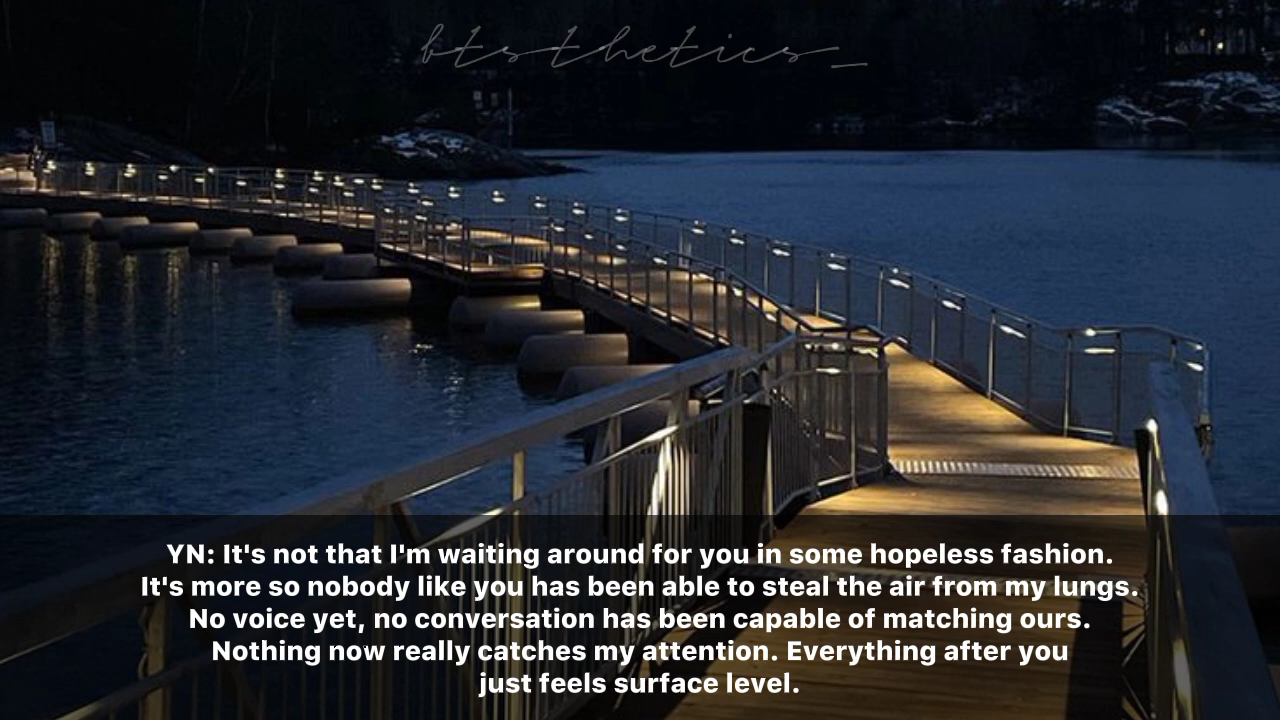 btsthetics_
YN: It's not that I'm waiting around for you in some hopeless fashion.
It's more so nobody like you has been able to steal the air from my lungs.
No voice yet, no conversation has been capable of matching ours.
Nothing now really catches my attention. Everything after you
just feels surface level.